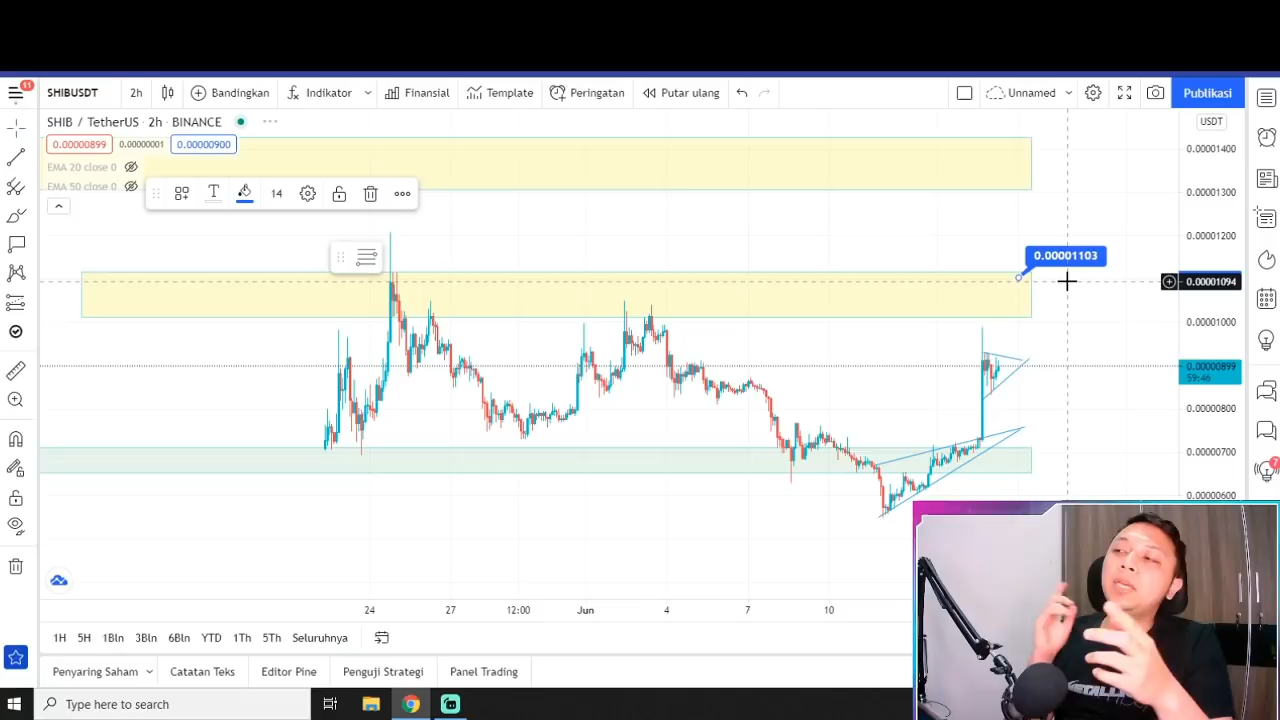 11
SHIBUSDT 2h Bandingkan Indikator Finansial Template Peringatan Putar ulang Unnamed Publikasi
SHIB / TetherUS · 2h · BINANCE
USDT
0.00000899 0.00000001 0.00000900
0.00001400
EMA 20 close 0
EMA 50 close 0
14
0.00001300
0.00001200
0.00001103
0.00001094
0.00001000
0.00000899
59:46
0.00000800
0.00000700
0.00000600
7
24 27 12:00 Jun 4 7 10
1H 5H 1Bln 3Bln 6Bln YTD 1Th 5Th Seluruhnya
Penyaring Saham Catatan Teks Editor Pine Penguji Strategi Panel Trading
Type here to search